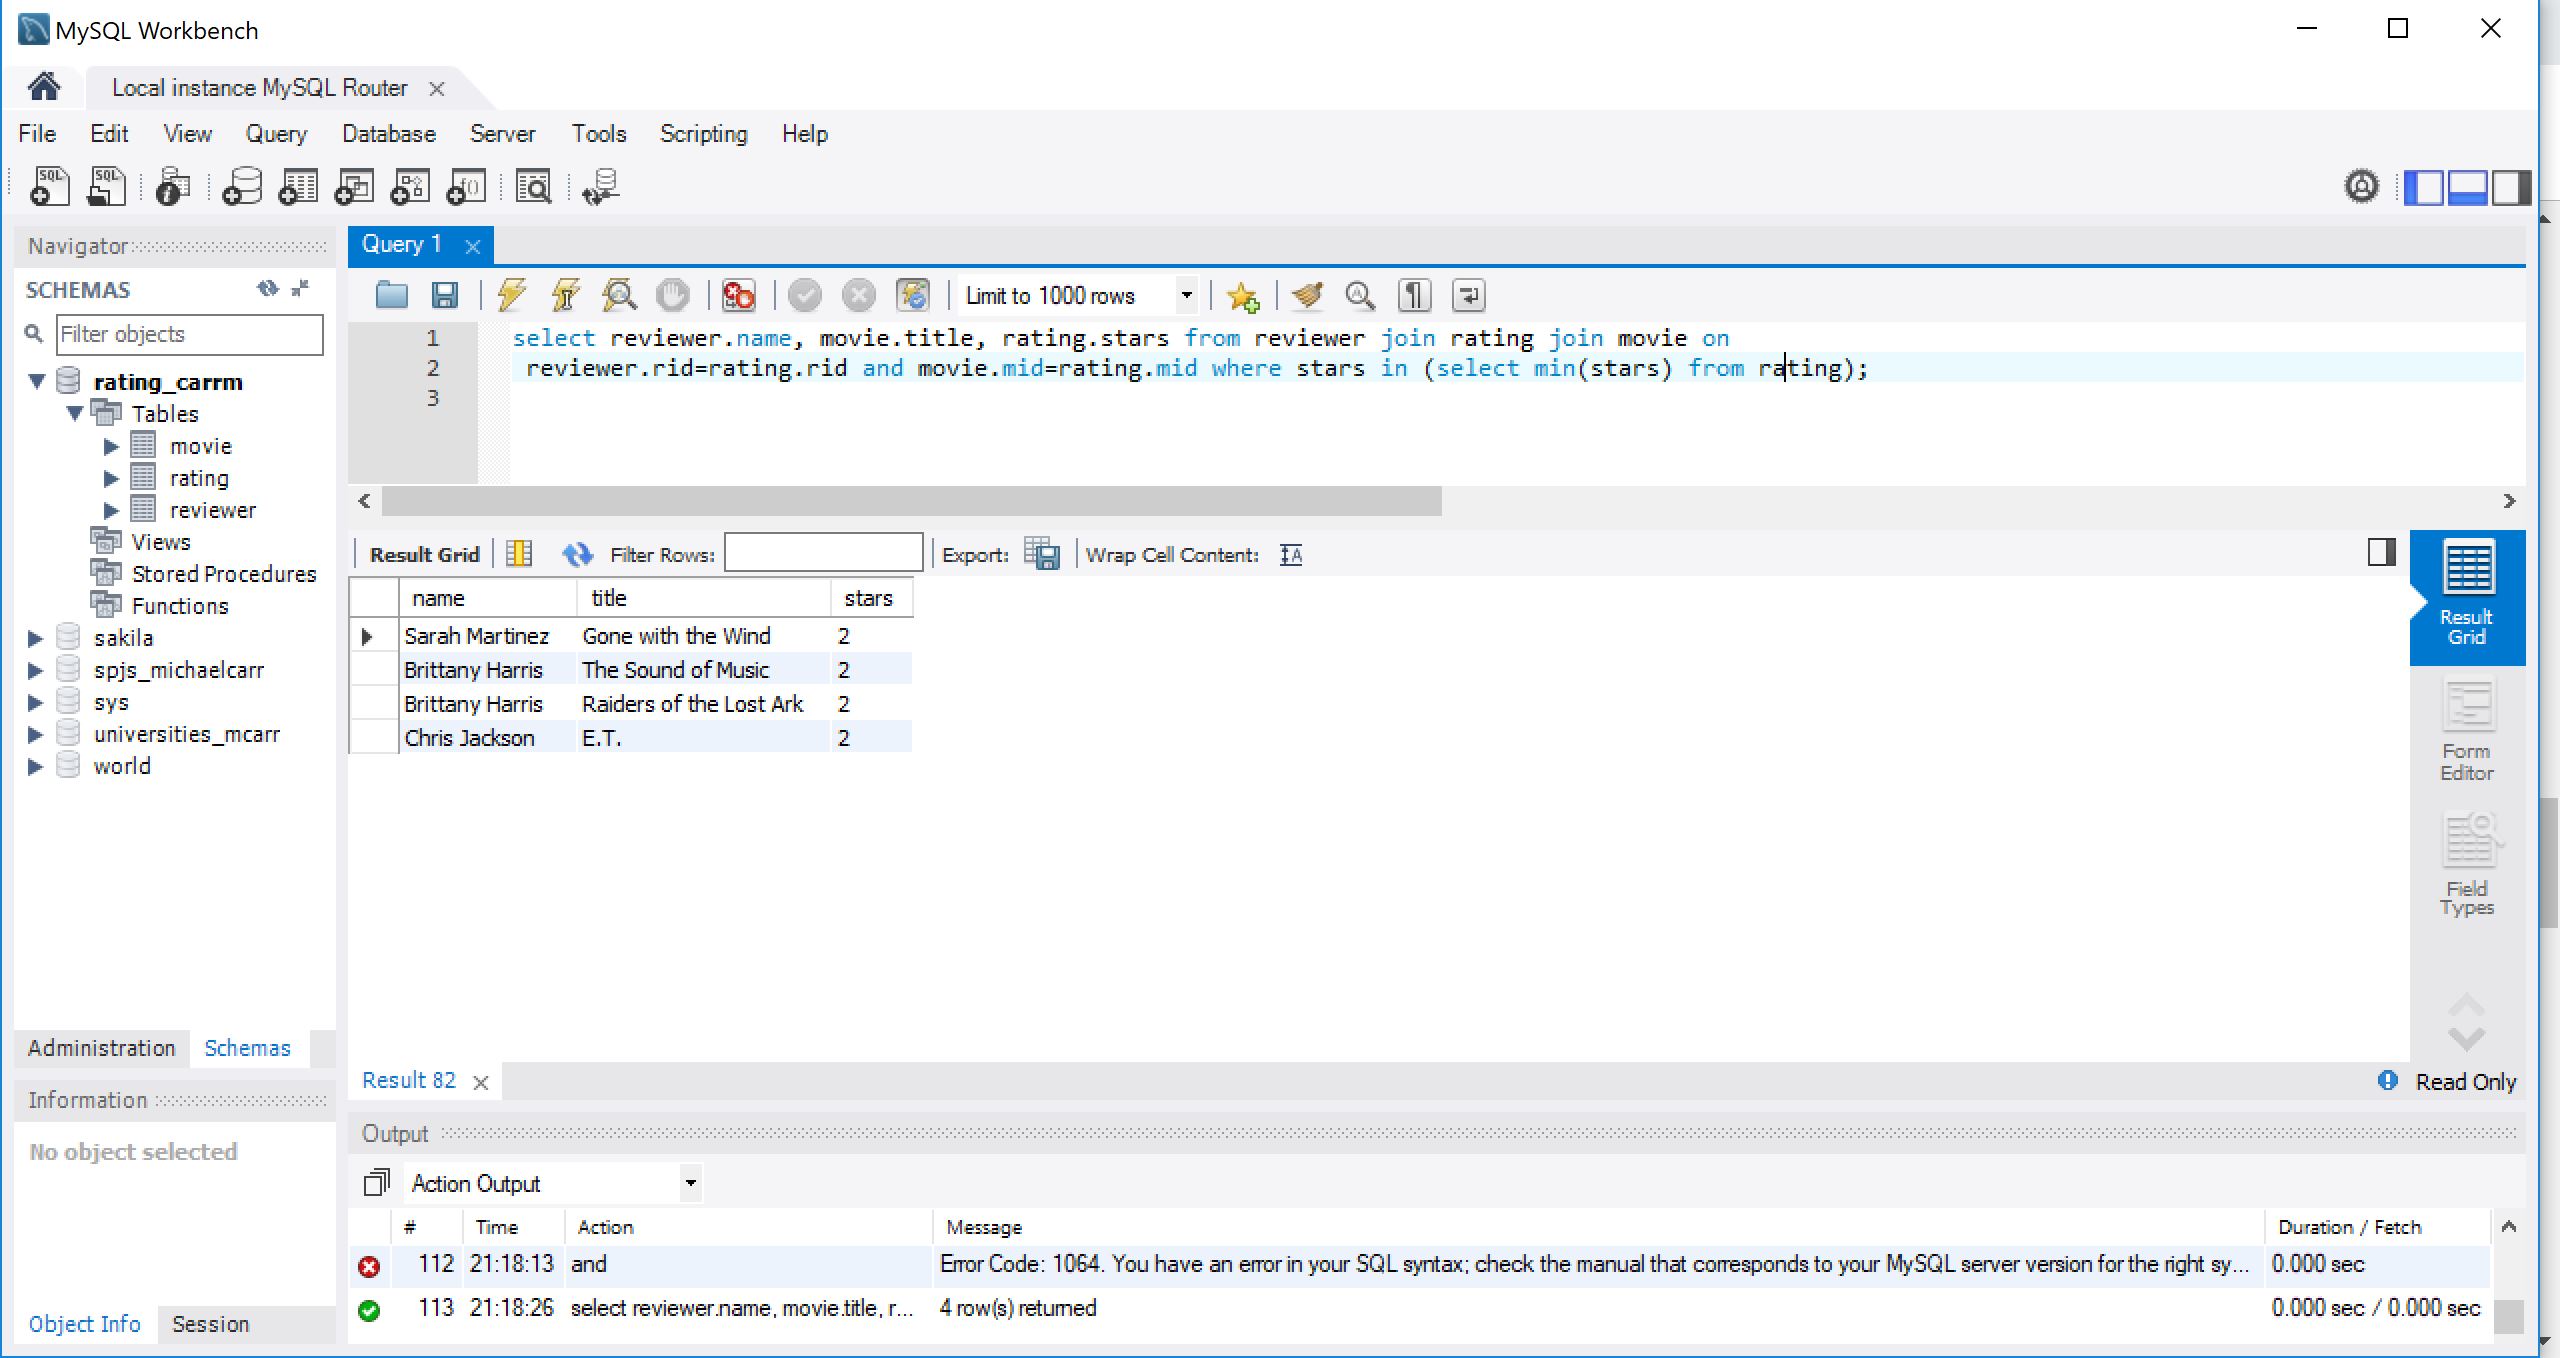 MySQL Workbench
Local instance MySQL Router
File Edit View Query Database Server Tools Scripting Help
Navigator
SCHEMAS
Filter objects
rating_carrm
Tables
movie
rating
reviewer
Views
Stored Procedures
Functions
sakila
spjs_michaelcarr
sys
universities_mcarr
world
Administration Schemas
Information
No object selected
Object Info Session
Query 1
Limit to 1000 rows
1 select reviewer.name, movie.title, rating.stars from reviewer join rating join movie on
2 reviewer.rid=rating.rid and movie.mid=rating.mid where stars in (select min(stars) from rating);
3
Result Grid Filter Rows: Export: Wrap Cell Content:
name title stars
Sarah Martinez Gone with the Wind 2
Brittany Harris The Sound of Music 2
Brittany Harris Raiders of the Lost Ark 2
Chris Jackson E.T. 2
Result
Grid
Form
Editor
Field
Types
Result 82
Read Only
Output
Action Output
# Time Action Message Duration / Fetch
112 21:18:13 and Error Code: 1064. You have an error in your SQL syntax; check the manual that corresponds to your MySQL server version for the right sy... 0.000 sec
113 21:18:26 select reviewer.name, movie.title, r... 4 row(s) returned 0.000 sec / 0.000 sec